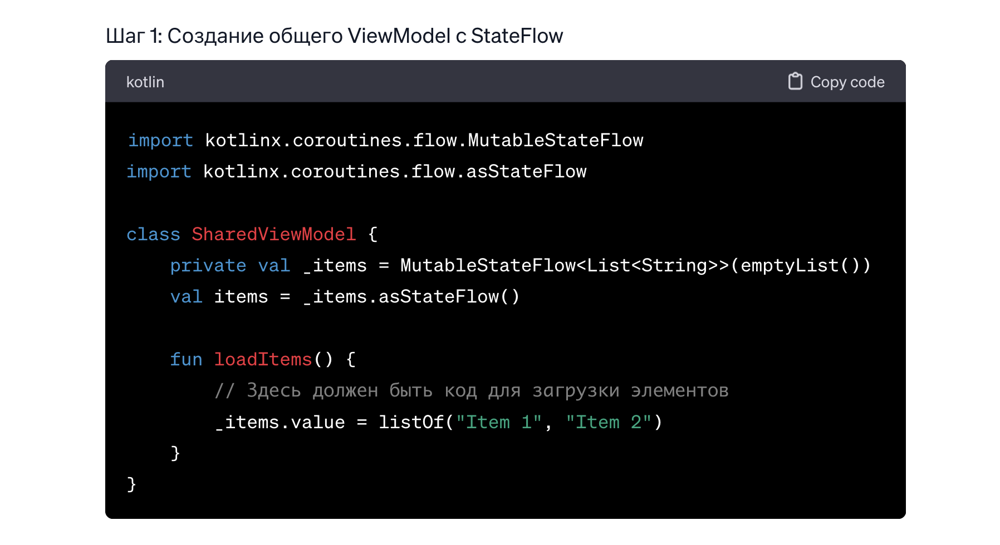 Шаг 1: Создание общего ViewModel с StateFlow
kotlin
Copy code
import kotlinx.coroutines.flow.MutableStateFlow
import kotlinx.coroutines.flow.asStateFlow
class SharedViewModel {
    private val _items = MutableStateFlow<List<String>>(emptyList())
    val items = _items.asStateFlow()
    fun loadItems() {
        // Здесь должен быть код для загрузки элементов
        _items.value = listOf("Item 1", "Item 2")
    }
}